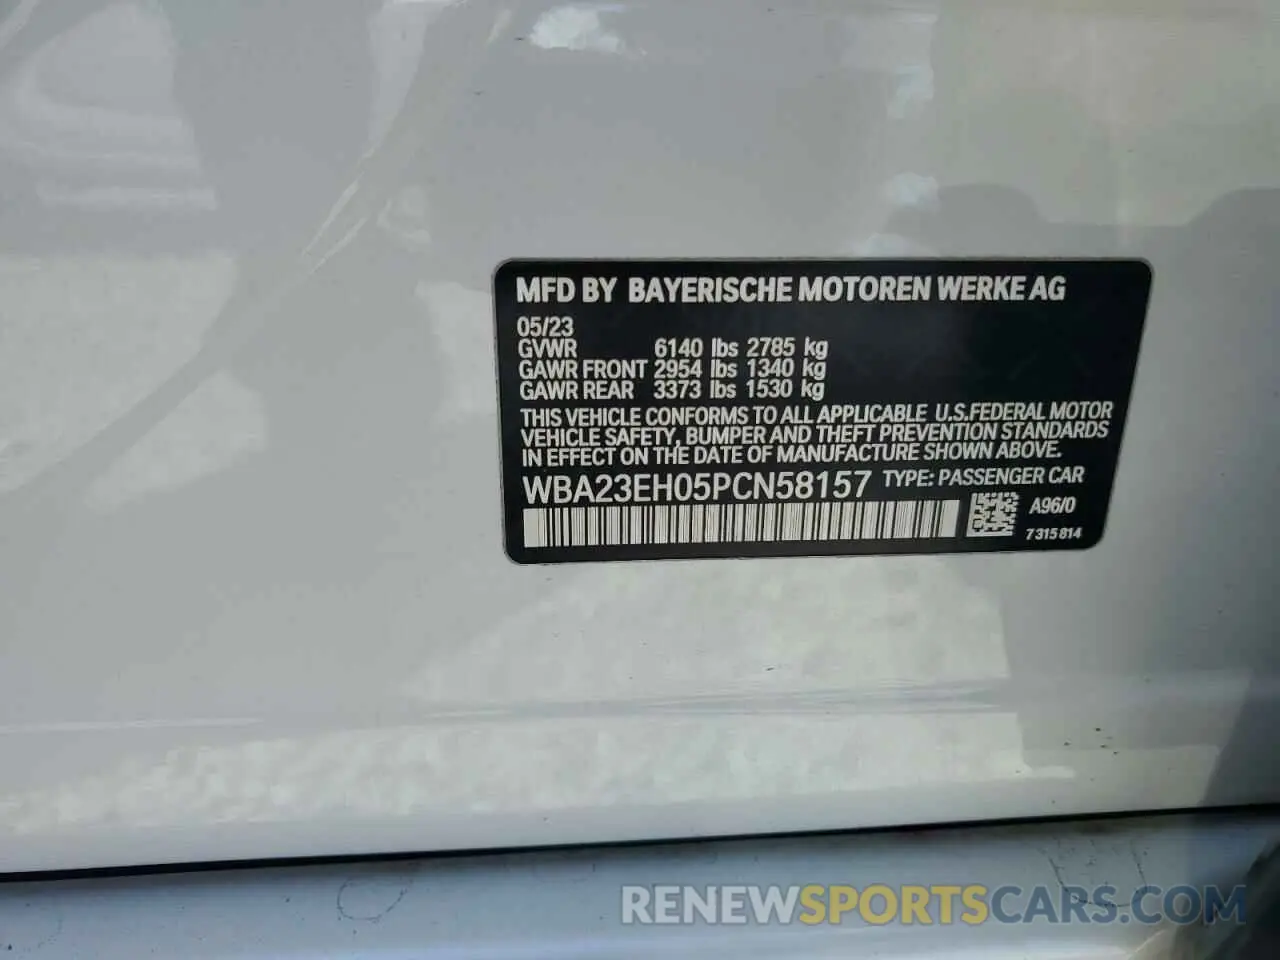 MFD BY BAYERISCHE MOTOREN WERKE AG
05/23
GVWR 6140 lbs 2785 kg
GAWR FRONT 2954 lbs 1340 kg
GAWR REAR 3373 lbs 1530 kg
THIS VEHICLE CONFORMS TO ALL APPLICABLE U.S.FEDERAL MOTOR
VEHICLE SAFETY, BUMPER AND THEFT PREVENTION STANDARDS
IN EFFECT ON THE DATE OF MANUFACTURE SHOWN ABOVE.
WBA23EH05PCN58157 TYPE: PASSENGER CAR
A96/0
7315814
RENEWSPORTSCARS.COM